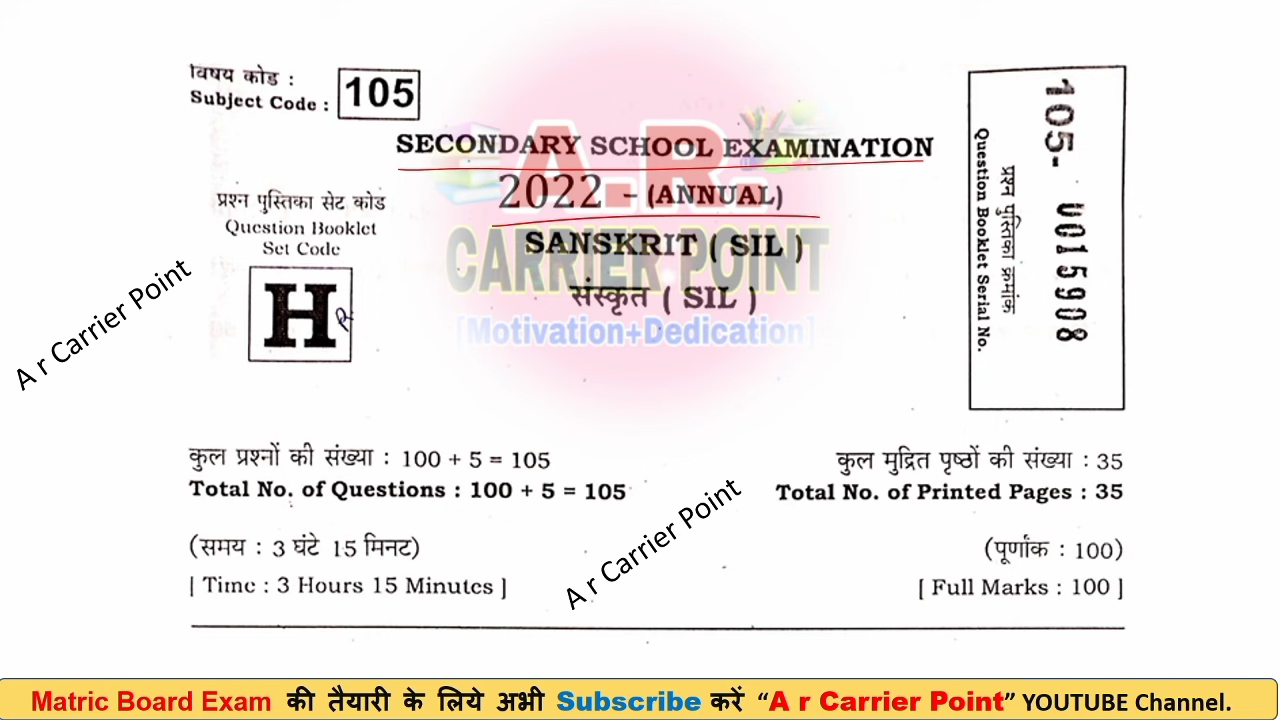 विषय कोड :
Subject Code :
105
SECONDARY SCHOOL EXAMINATION
2022 - (ANNUAL)
SANSKRIT ( SIL )
संस्कृत ( SIL )
प्रश्न पुस्तिका सेट कोड
Question Booklet
Set Code
H
105- 0015908
प्रश्न पुस्तिका क्रमांक
Question Booklet Serial No.
A.R.
CARRIER POINT
[Motivation+Dedication]
A r Carrier Point
कुल प्रश्नों की संख्या : 100 + 5 = 105
Total No. of Questions : 100 + 5 = 105
कुल मुद्रित पृष्ठों की संख्या : 35
Total No. of Printed Pages : 35
A r Carrier Point
(समय : 3 घंटे 15 मिनट)
[ Time : 3 Hours 15 Minutes ]
(पूर्णांक : 100)
[ Full Marks : 100 ]
Matric Board Exam की तैयारी के लिये अभी Subscribe करें “A r Carrier Point” YOUTUBE Channel.